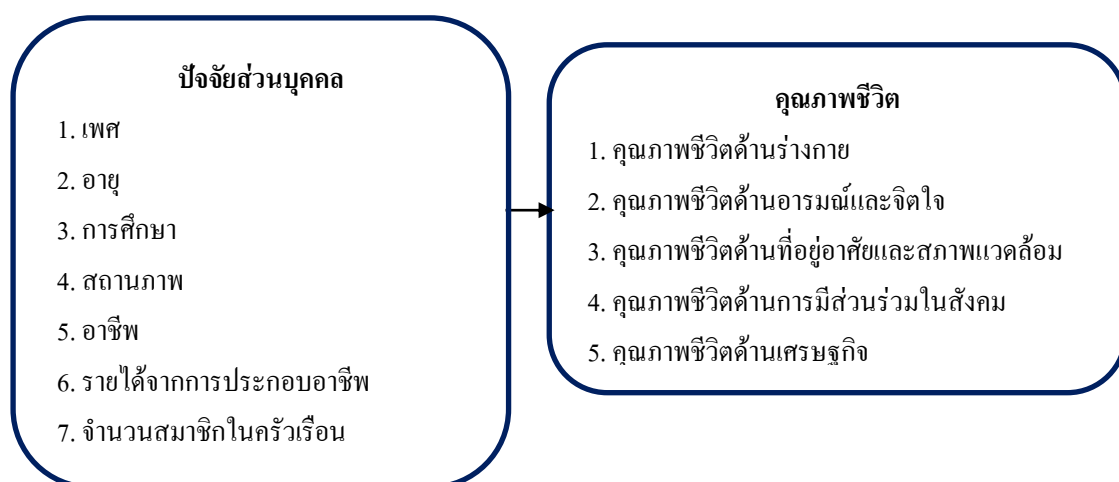 ปัจจัยส่วนบุคคล
1. เพศ
2. อายุ
3. การศึกษา
4. สถานภาพ
5. อาชีพ
6. รายได้จากการประกอบอาชีพ
7. จำนวนสมาชิกในครัวเรือน
คุณภาพชีวิต
1. คุณภาพชีวิตด้านร่างกาย
2. คุณภาพชีวิตด้านอารมณ์และจิตใจ
3. คุณภาพชีวิตด้านที่อยู่อาศัยและสภาพแวดล้อม
4. คุณภาพชีวิตด้านการมีส่วนร่วมในสังคม
5. คุณภาพชีวิตด้านเศรษฐกิจ